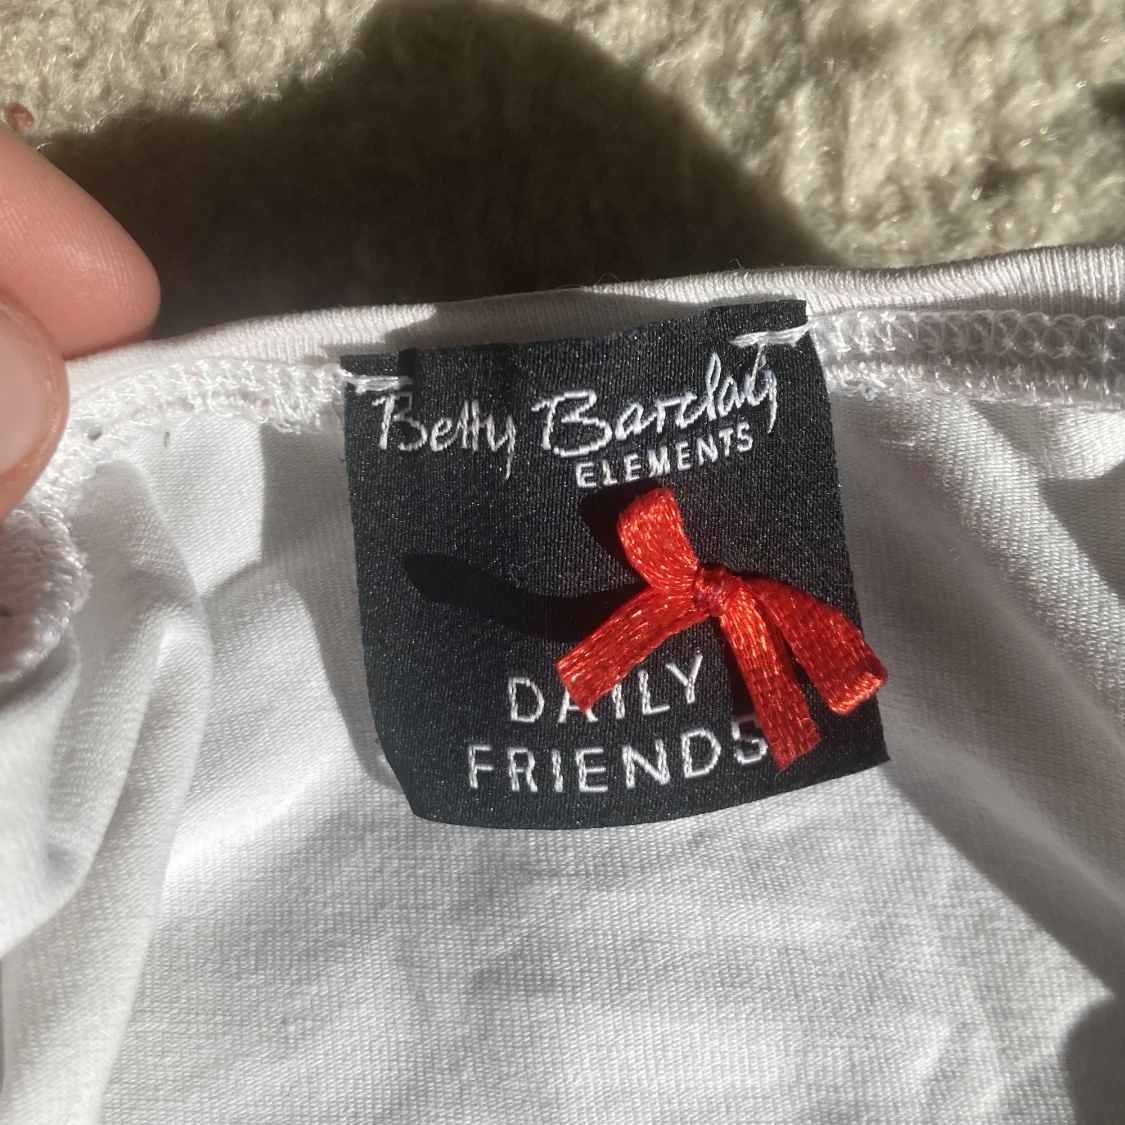 Betty Barclay
ELEMENTS
DAILY
FRIENDS